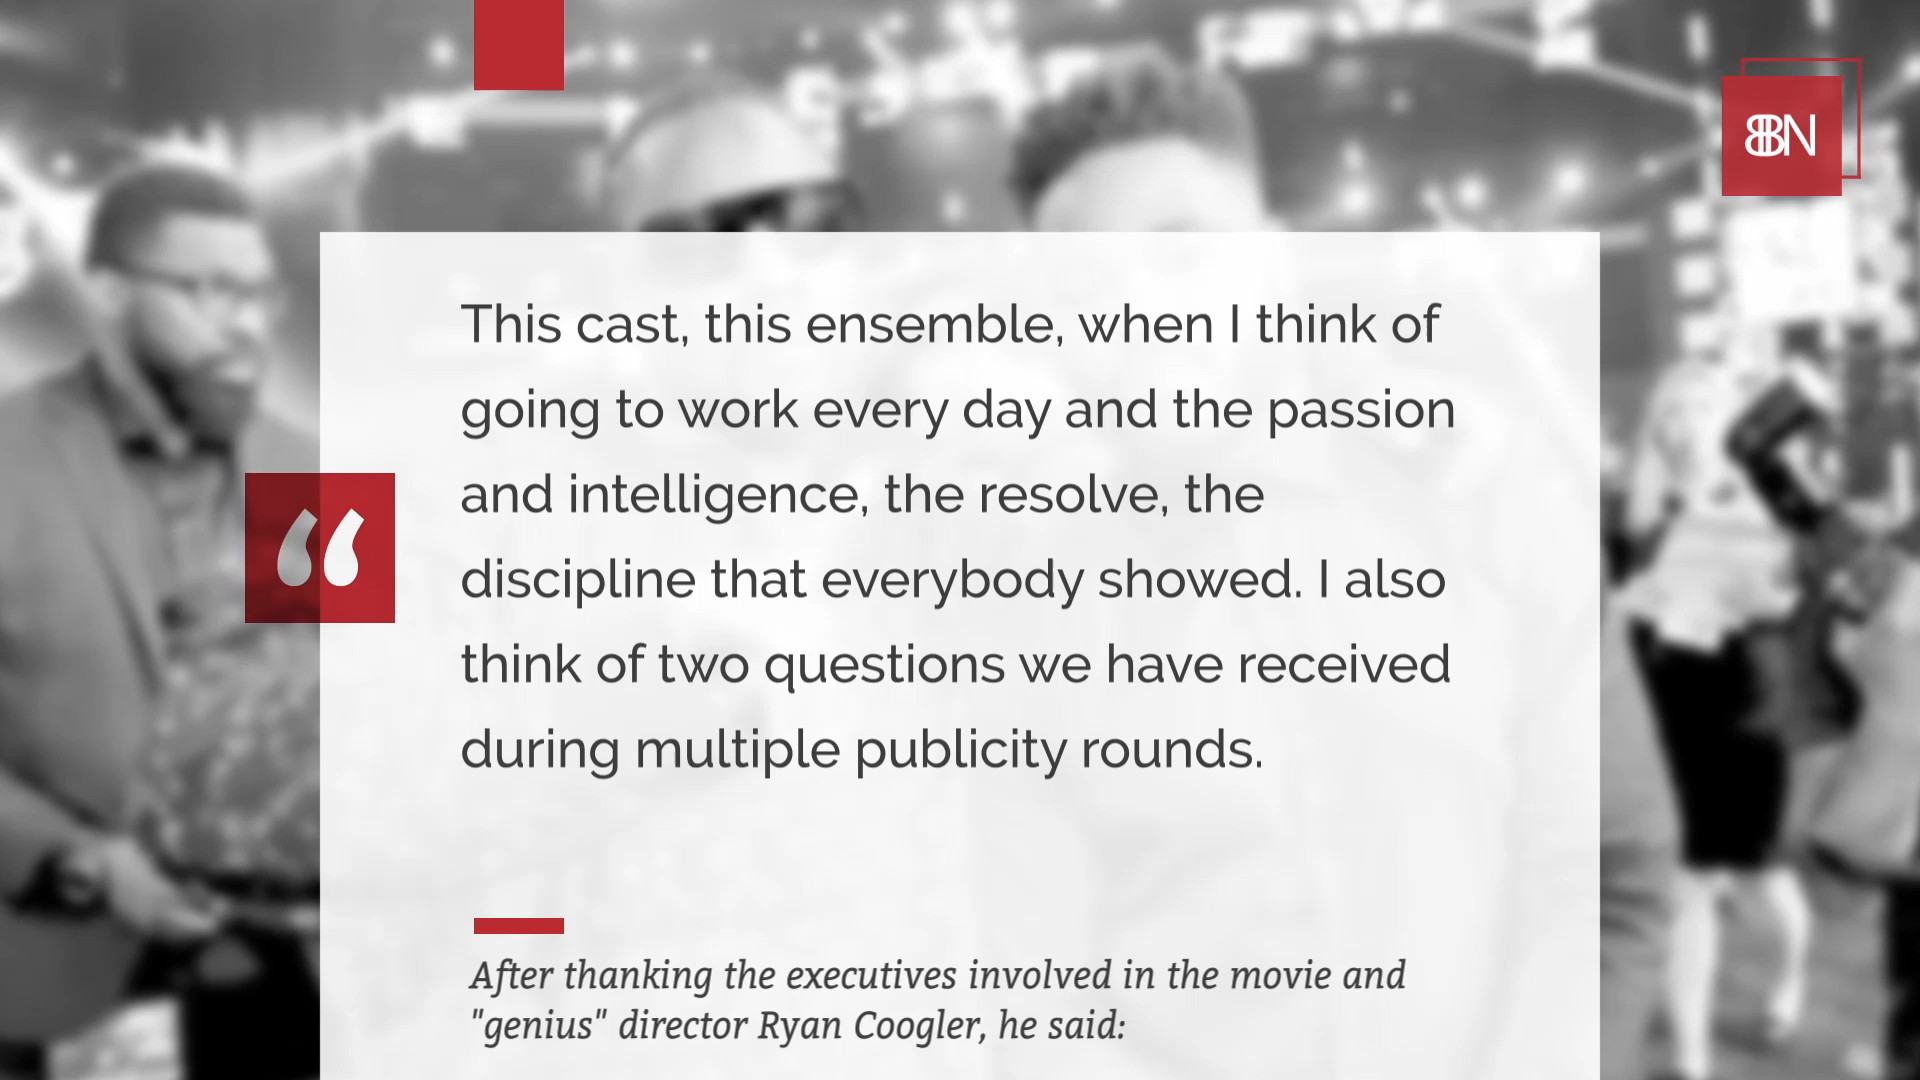 BBN
This cast, this ensemble, when I think of
going to work every day and the passion
and intelligence, the resolve, the
discipline that everybody showed. I also
think of two questions we have received
during multiple publicity rounds.
After thanking the executives involved in the movie and
"genius" director Ryan Coogler, he said: